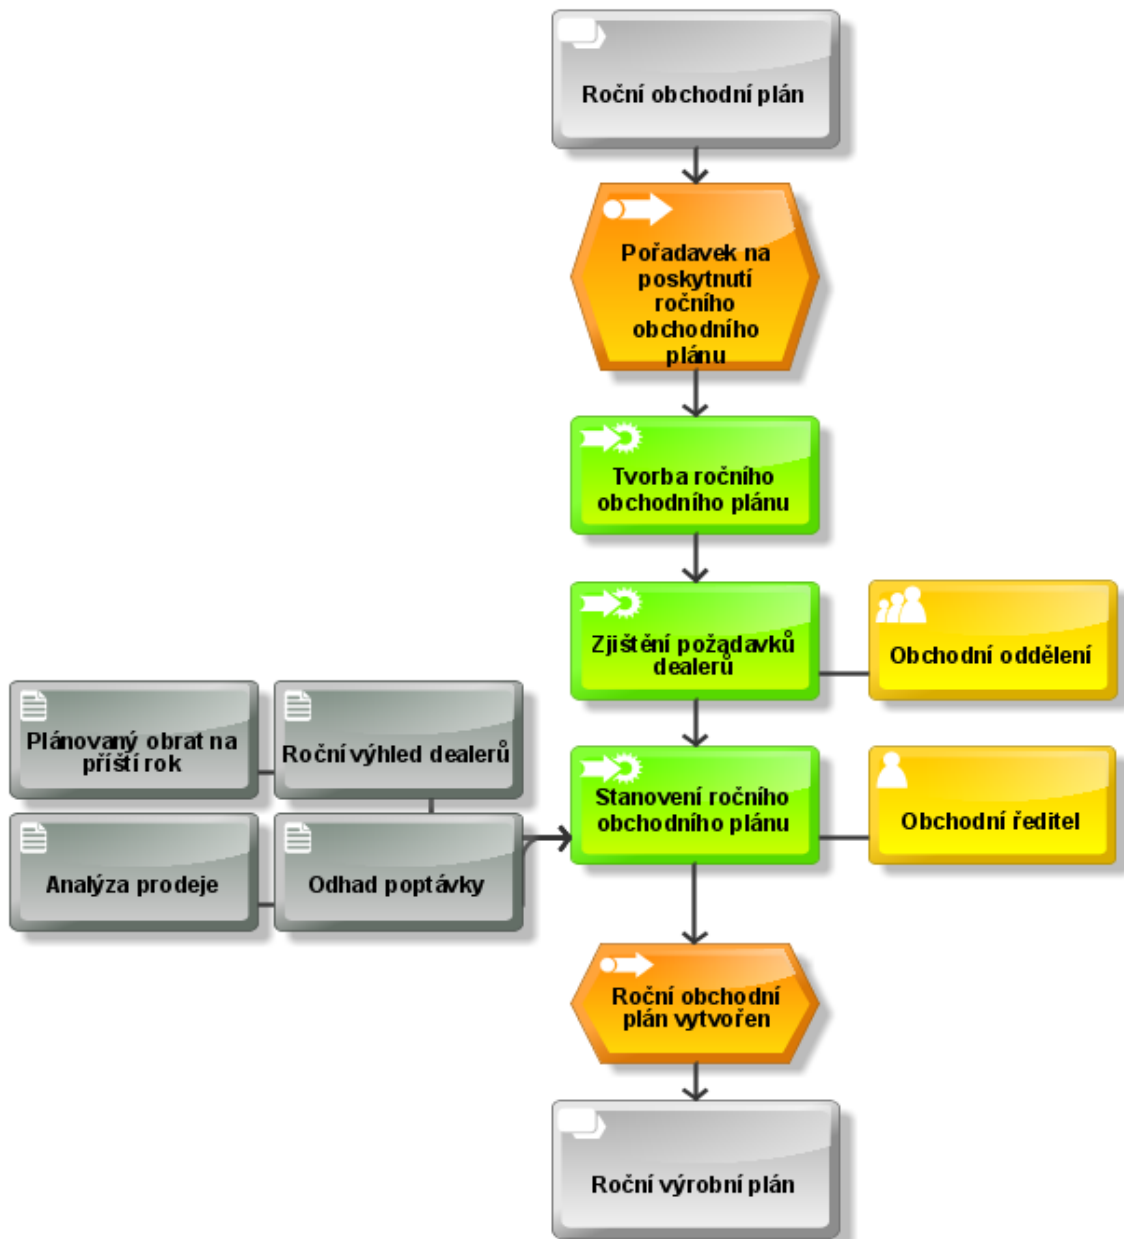 Roční obchodní plán
Pořadavek na
poskytnutí
ročního
obchodního
plánu
Tvorba ročního
obchodního plánu
Zjištění požadavků
dealerů
Obchodní oddělení
Plánovaný obrat na
příští rok
Roční výhled dealerů
Stanovení ročního
obchodního plánu
Obchodní ředitel
Analýza prodeje
Odhad poptávky
Roční obchodní
plán vytvořen
Roční výrobní plán